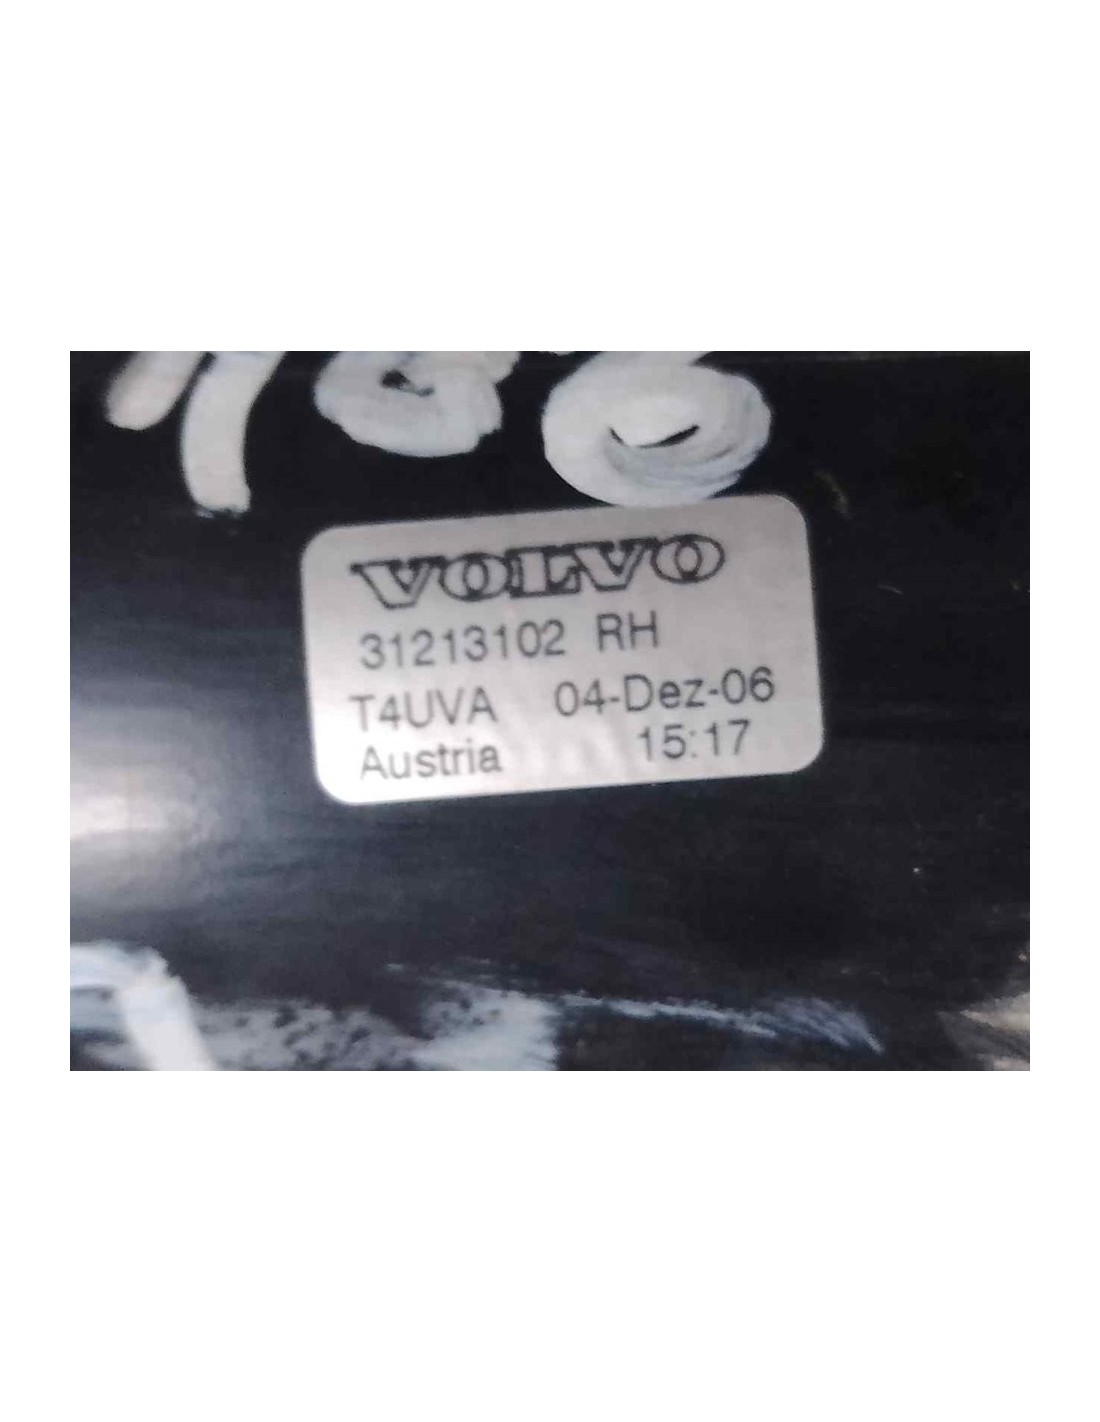 VOLVO
31213102 RH
T4UVA 04-Dez-06
Austria 15:17